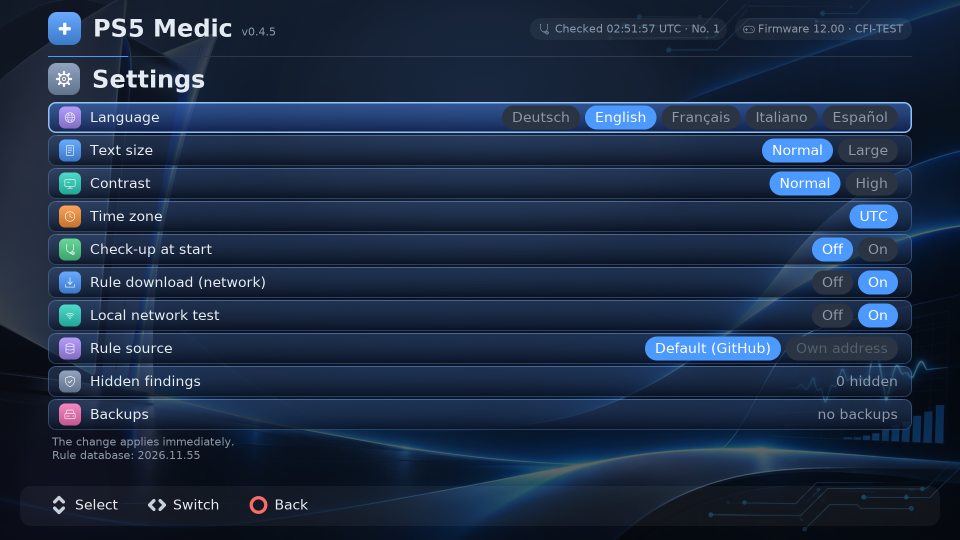 PS5 Medic v0.4.5
Checked 02:51:57 UTC · No. 1
Firmware 12.00 · CFI-TEST
Settings
Language Deutsch English Français Italiano Español
Text size Normal Large
Contrast Normal High
Time zone UTC
Check-up at start Off On
Rule download (network) Off On
Local network test Off On
Rule source Default (GitHub) Own address
Hidden findings 0 hidden
Backups no backups
The change applies immediately.
Rule database: 2026.11.55
Select Switch Back